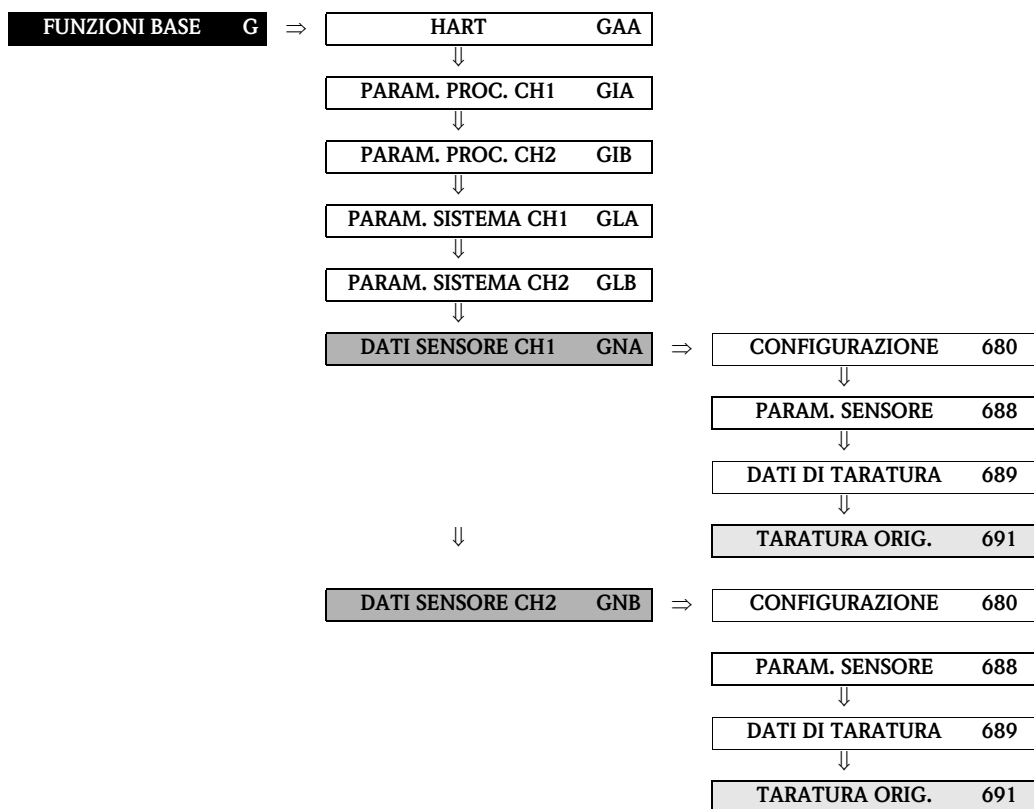 FUNZIONI BASE G ⇒ HART GAA
⇓
PARAM. PROC. CH1 GIA
⇓
PARAM. PROC. CH2 GIB
⇓
PARAM. SISTEMA CH1 GLA
⇓
PARAM. SISTEMA CH2 GLB
⇓
DATI SENSORE CH1 GNA ⇒ CONFIGURAZIONE 680
⇓
PARAM. SENSORE 688
⇓
DATI DI TARATURA 689
⇓
⇓ TARATURA ORIG. 691
DATI SENSORE CH2 GNB ⇒ CONFIGURAZIONE 680
PARAM. SENSORE 688
⇓
DATI DI TARATURA 689
⇓
TARATURA ORIG. 691